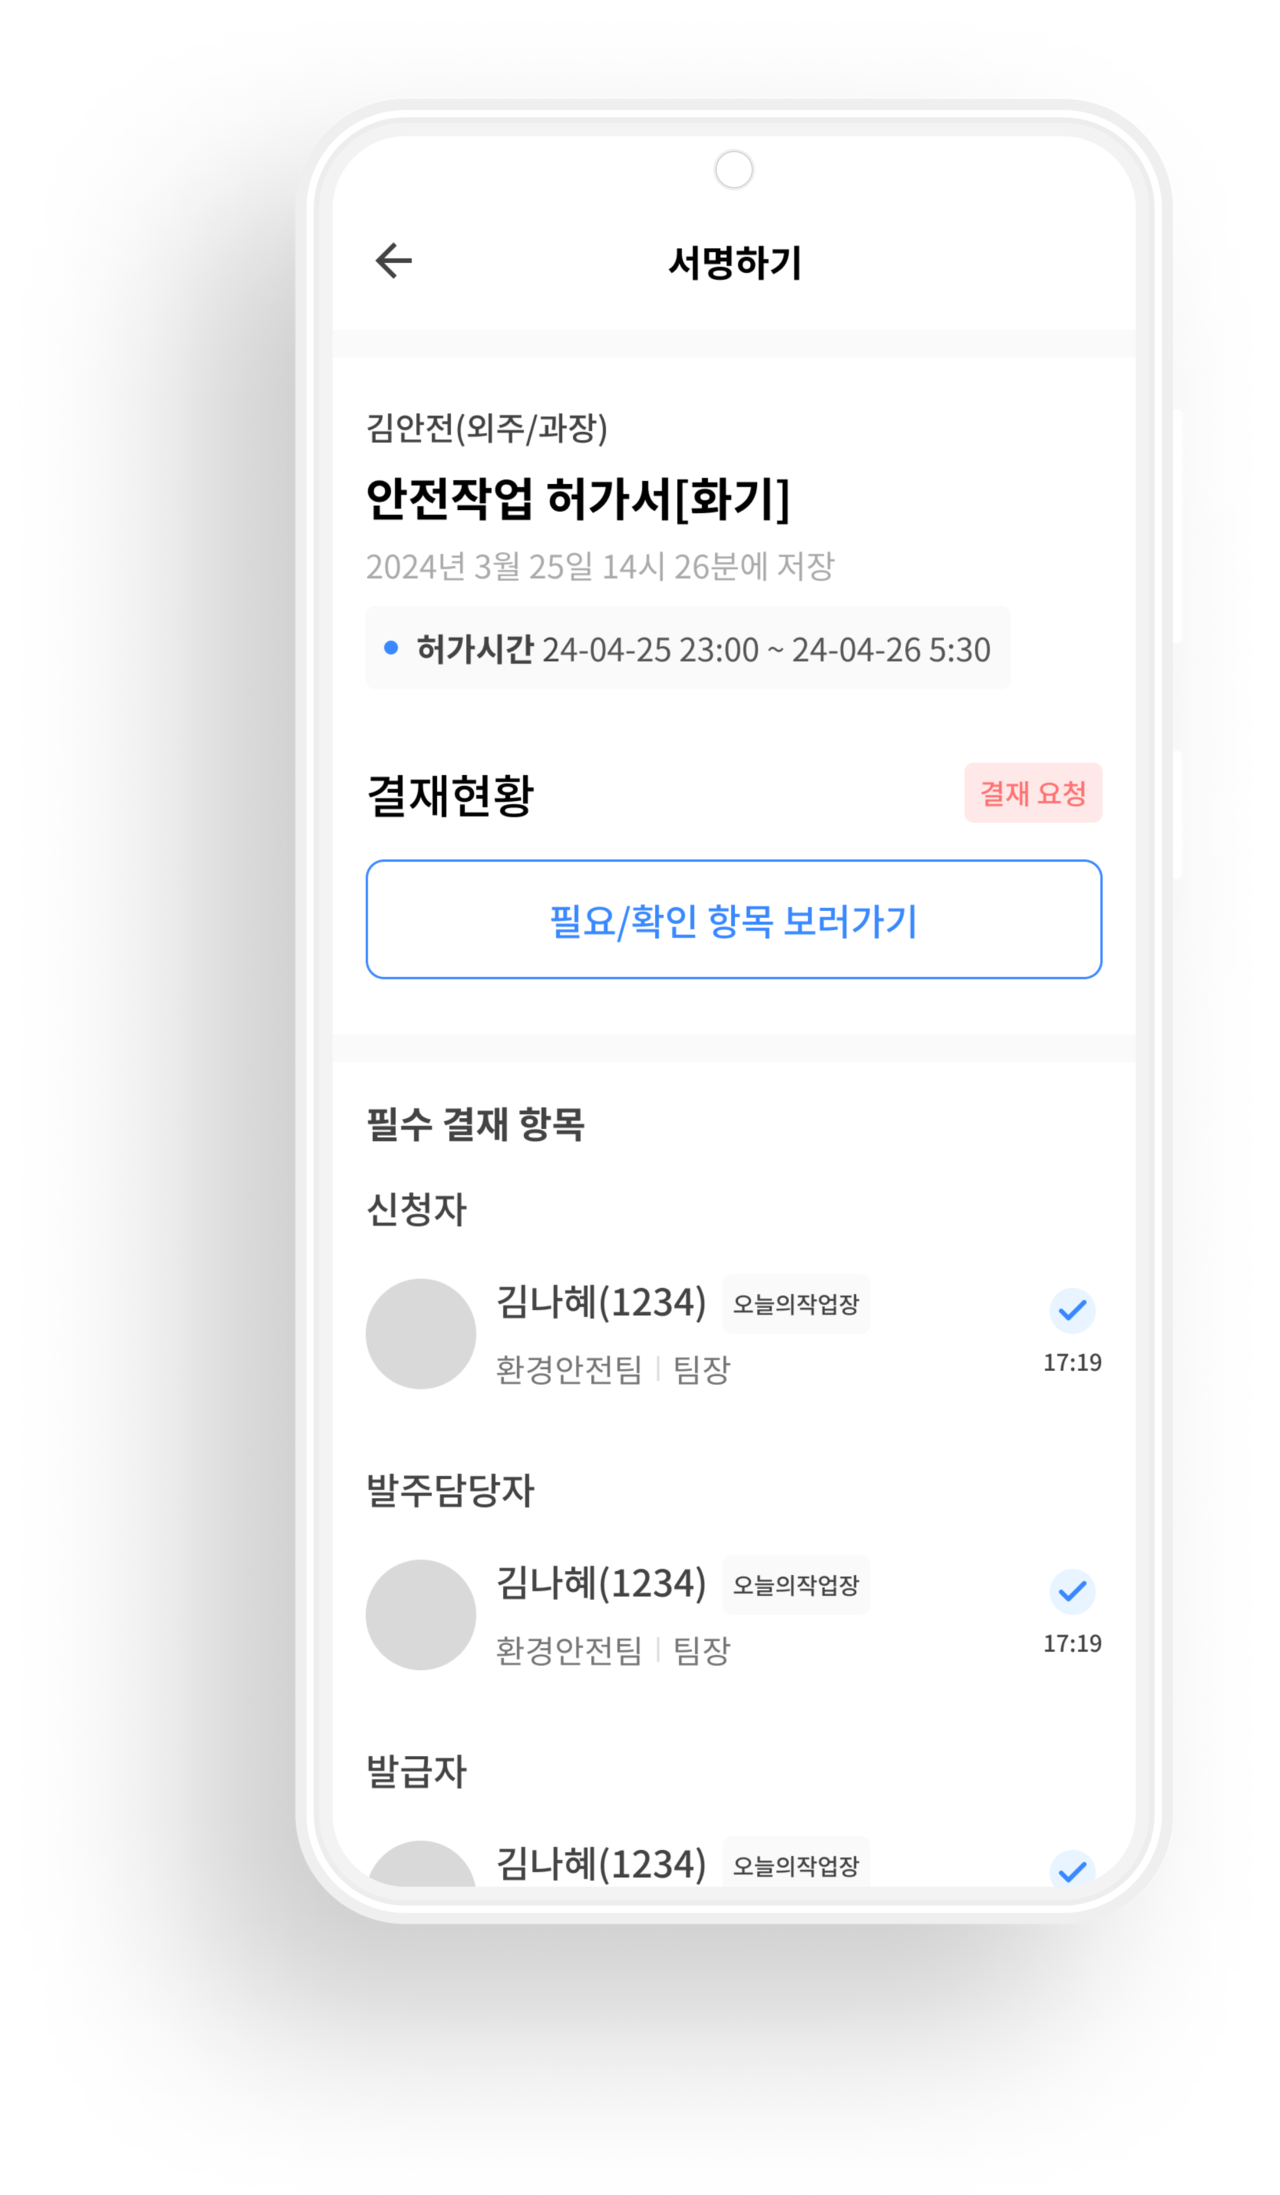 서명하기
김안전(외주/과장)
안전작업 허가서[화기]
2024년 3월 25일 14시 26분에 저장
허가시간 24-04-25 23:00 ~ 24-04-26 5:30
결재현황
결재 요청
필요/확인 항목 보러가기
필수 결재 항목
신청자
김나혜(1234) 오늘의작업장
환경안전팀 | 팀장
17:19
발주담당자
김나혜(1234) 오늘의작업장
환경안전팀 | 팀장
17:19
발급자
김나혜(1234) 오늘의작업장